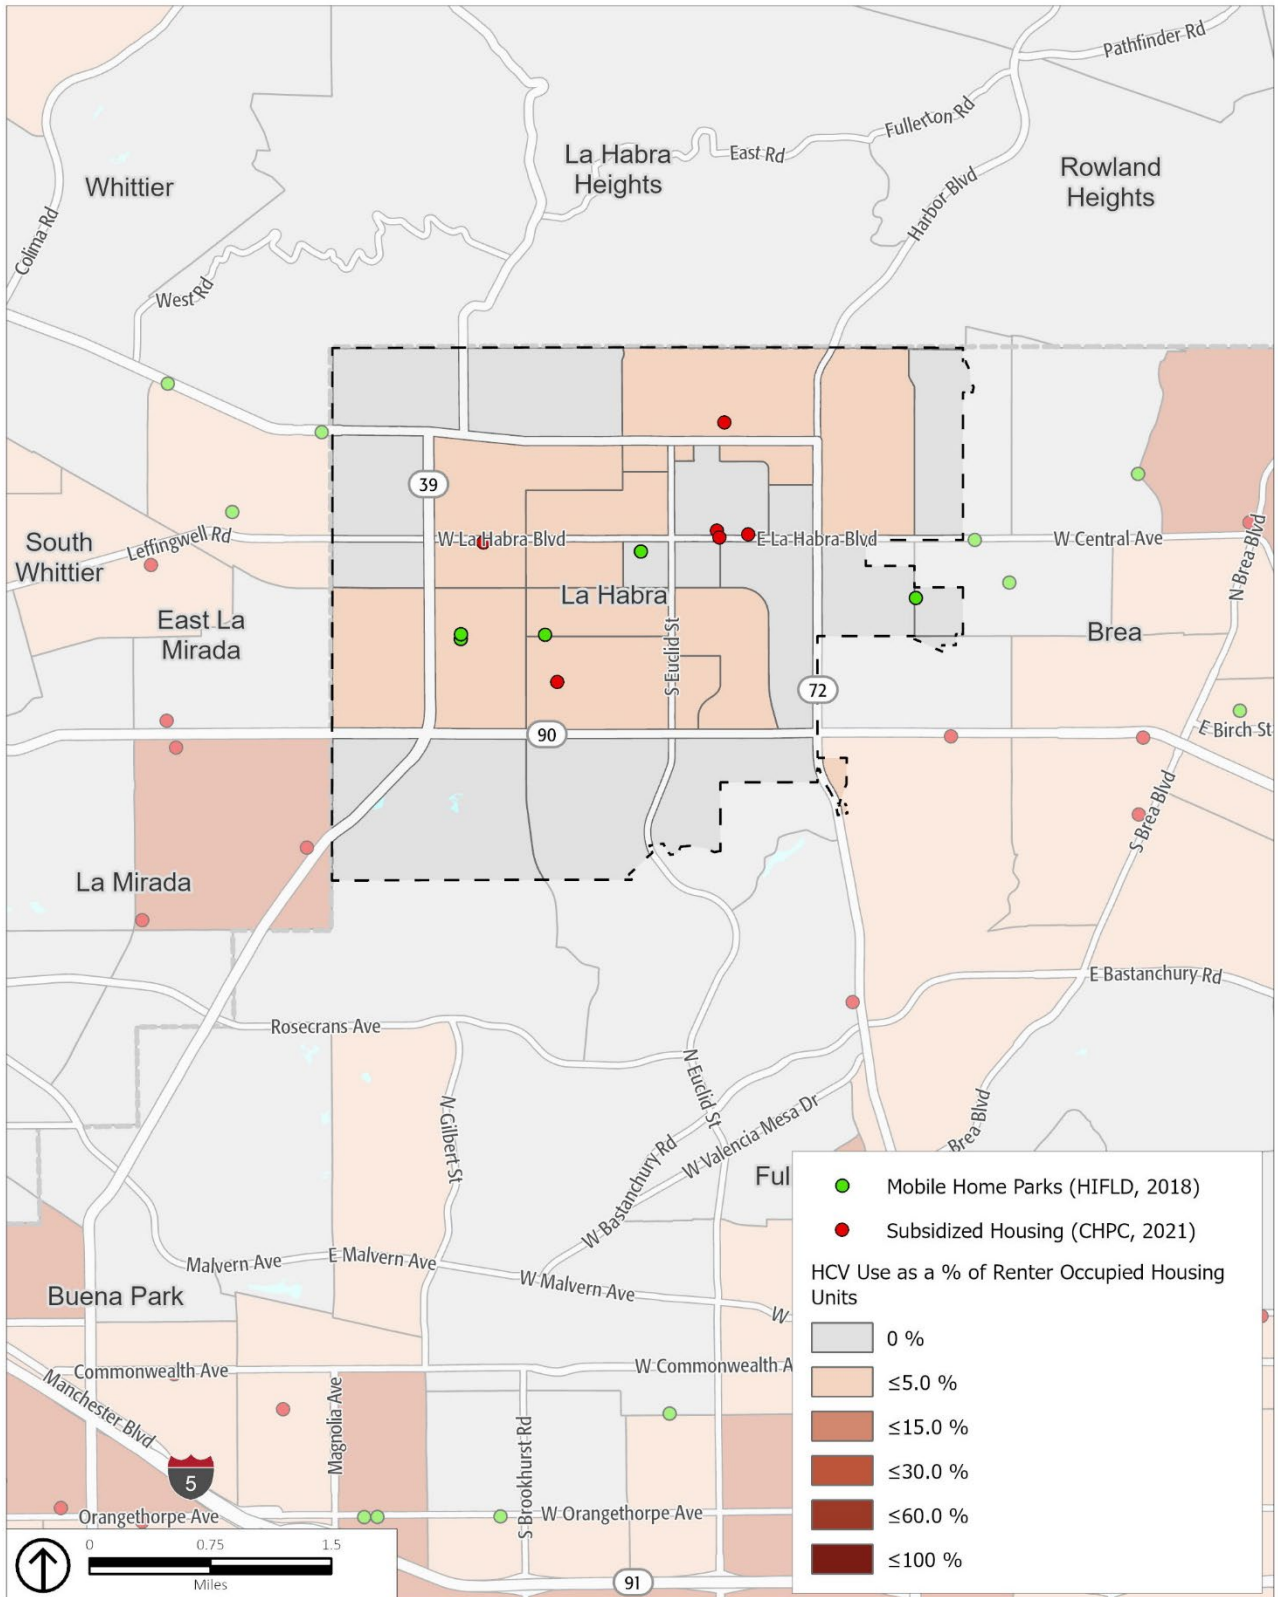 Pathfinder Rd
Fullerton Rd
East Rd
La Habra
Heights
Rowland
Heights
Whittier
Harbor Blvd
Colima Rd
West Rd
39
South
Whittier
Leffingwell Rd
W La Habra Blvd
E La Habra Blvd
W Central Ave
N Brea Blvd
La Habra
East La
Mirada
Brea
S Euclid St
72
90
E Birch St
S Brea Blvd
La Mirada
E Bastanchury Rd
Rosecrans Ave
N Euclid St
N Gilbert St
W Valencia Mesa Dr
Brea Blvd
W Bastanchury Rd
Ful
Malvern Ave
E Malvern Ave
W Malvern Ave
W
Buena Park
Commonwealth Ave
W Commonwealth A
Manchester Blvd
Magnolia Ave
S Brookhurst Rd
5
Orangethorpe Ave
W Orangethorpe Ave
91
0 0.75 1.5
Miles
Mobile Home Parks (HIFLD, 2018)
Subsidized Housing (CHPC, 2021)
HCV Use as a % of Renter Occupied Housing
Units
0 %
≤5.0 %
≤15.0 %
≤30.0 %
≤60.0 %
≤100 %